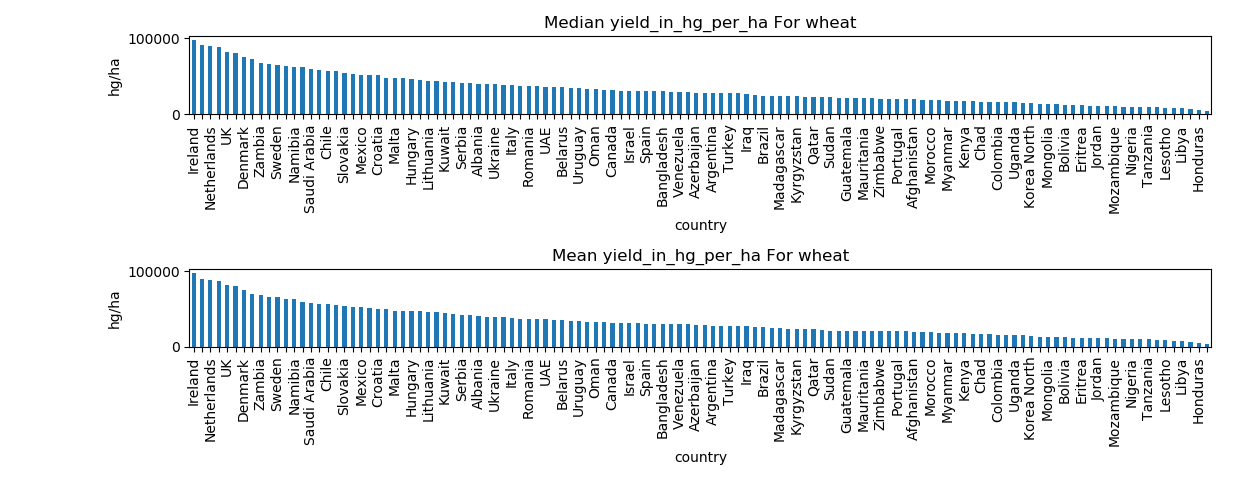 Median yield_in_hg_per_ha For wheat
100000
0
hg/ha
Ireland
Netherlands
UK
Denmark
Zambia
Sweden
Namibia
Saudi Arabia
Chile
Slovakia
Mexico
Croatia
Malta
Hungary
Lithuania
Kuwait
Serbia
Albania
Ukraine
Italy
Romania
UAE
Belarus
Uruguay
Oman
Canada
Israel
Spain
Bangladesh
Venezuela
Azerbaijan
Argentina
Turkey
Iraq
Brazil
Madagascar
Kyrgyzstan
Qatar
Sudan
Guatemala
Mauritania
Zimbabwe
Portugal
Afghanistan
Morocco
Myanmar
Kenya
Chad
Colombia
Uganda
Korea North
Mongolia
Bolivia
Eritrea
Jordan
Mozambique
Nigeria
Tanzania
Lesotho
Libya
Honduras
country
Mean yield_in_hg_per_ha For wheat
100000
0
hg/ha
Ireland
Netherlands
UK
Denmark
Zambia
Sweden
Namibia
Saudi Arabia
Chile
Slovakia
Mexico
Croatia
Malta
Hungary
Lithuania
Kuwait
Serbia
Albania
Ukraine
Italy
Romania
UAE
Belarus
Uruguay
Oman
Canada
Israel
Spain
Bangladesh
Venezuela
Azerbaijan
Argentina
Turkey
Iraq
Brazil
Madagascar
Kyrgyzstan
Qatar
Sudan
Guatemala
Mauritania
Zimbabwe
Portugal
Afghanistan
Morocco
Myanmar
Kenya
Chad
Colombia
Uganda
Korea North
Mongolia
Bolivia
Eritrea
Jordan
Mozambique
Nigeria
Tanzania
Lesotho
Libya
Honduras
country